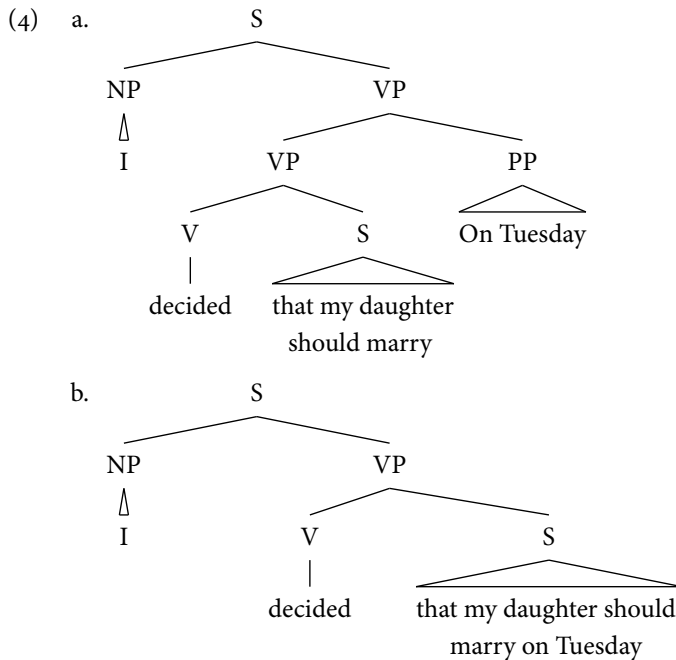 (4) a. S
NP VP
I VP PP
V S On Tuesday
decided that my daughter
should marry
b. S
NP VP
I V S
decided that my daughter should
marry on Tuesday